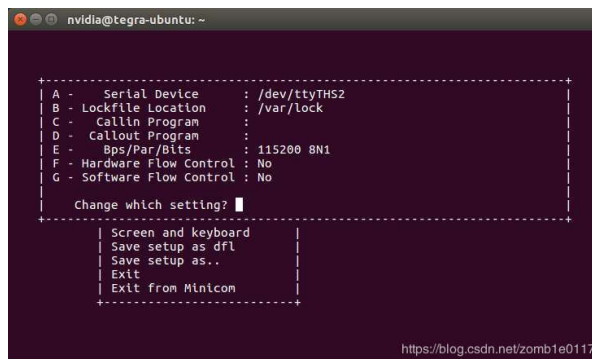 nvidia@tegra-ubuntu: ~
A - Serial Device : /dev/ttyTHS2
B - Lockfile Location : /var/lock
C - Callin Program :
D - Callout Program :
E - Bps/Par/Bits : 115200 8N1
F - Hardware Flow Control : No
G - Software Flow Control : No
Change which setting?
Screen and keyboard
Save setup as dfl
Save setup as..
Exit
Exit from Minicom
https://blog.csdn.net/zomb1e0117